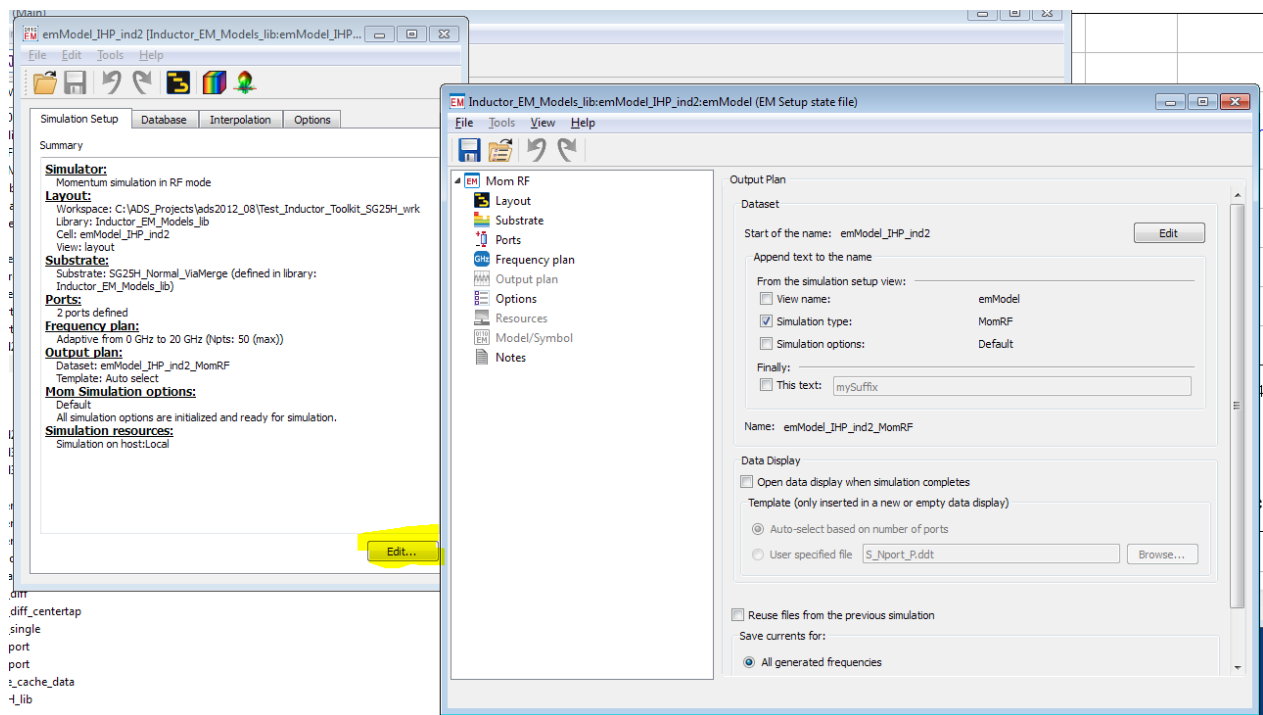 (Main)
emModel_IHP_ind2 [Inductor_EM_Models_lib:emModel_IHP...
File Edit Tools Help
Simulation Setup Database Interpolation Options
Summary
Simulator:
Momentum simulation in RF mode
Layout:
Workspace: C:\ADS_Projects\ads2012_08\Test_Inductor_Toolkit_SG25H_wrk
Library: Inductor_EM_Models_lib
Cell: emModel_IHP_ind2
View: layout
Substrate:
Substrate: SG25H_Normal_ViaMerge (defined in library:
Inductor_EM_Models_lib)
Ports:
2 ports defined
Frequency plan:
Adaptive from 0 GHz to 20 GHz (Npts: 50 (max))
Output plan:
Dataset: emModel_IHP_ind2_MomRF
Template: Auto select
Mom Simulation options:
Default
All simulation options are initialized and ready for simulation.
Simulation resources:
Simulation on host:Local
Edit...
_diff
_diff_centertap
_single
port
port
e_cache_data
H_lib
EM Inductor_EM_Models_lib:emModel_IHP_ind2:emModel (EM Setup state file)
File Tools View Help
EM Mom RF
Layout
Substrate
Ports
GHz Frequency plan
Output plan
Options
Resources
Model/Symbol
Notes
Output Plan
Dataset
Start of the name: emModel_IHP_ind2 Edit
Append text to the name
From the simulation setup view:
View name: emModel
Simulation type: MomRF
Simulation options: Default
Finally:
This text: mySuffix
Name: emModel_IHP_ind2_MomRF
Data Display
Open data display when simulation completes
Template (only inserted in a new or empty data display)
Auto-select based on number of ports
User specified file S_Nport_P.ddt Browse...
Reuse files from the previous simulation
Save currents for:
All generated frequencies